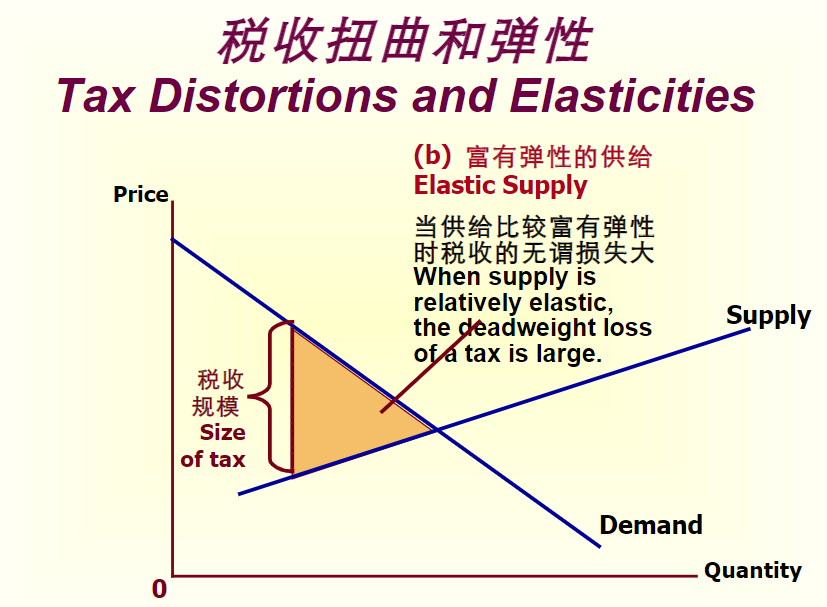 税收扭曲和弹性
Tax Distortions and Elasticities
(b) 富有弹性的供给
Elastic Supply
当供给比较富有弹性
时税收的无谓损失大
When supply is
relatively elastic,
the deadweight loss
of a tax is large.
Price
Supply
税收
规模
Size
of tax
Demand
Quantity
0